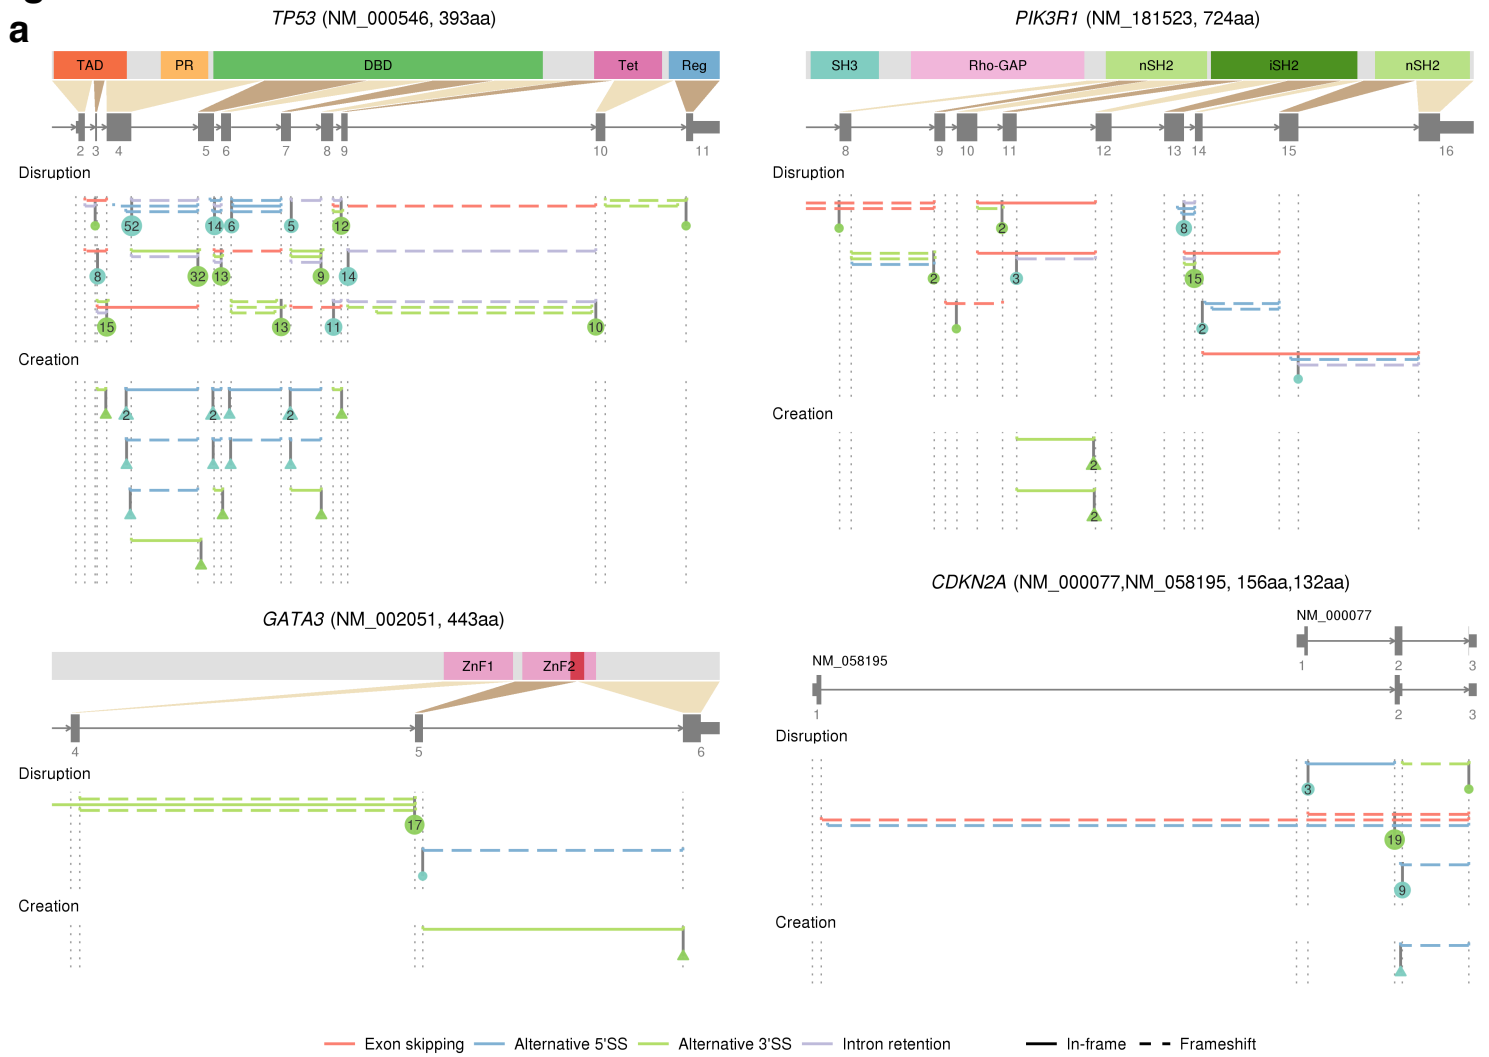 a
TP53 (NM_000546, 393aa)
TAD PR DBD Tet Reg
2 3 4 5 6 7 8 9 10 11
Disruption
52 14 6 5 12
8 32 13 9 14
15 13 11 10
Creation
2 2 2
PIK3R1 (NM_181523, 724aa)
SH3 Rho-GAP nSH2 iSH2 nSH2
8 9 10 11 12 13 14 15 16
Disruption
2 8
2 3 15
2
Creation
2
2
GATA3 (NM_002051, 443aa)
ZnF1 ZnF2
4 5 6
Disruption
17
Creation
CDKN2A (NM_000077,NM_058195, 156aa,132aa)
NM_000077
1 2 3
NM_058195
1 2 3
Disruption
3
19
9
Creation
Exon skipping Alternative 5'SS Alternative 3'SS Intron retention In-frame Frameshift